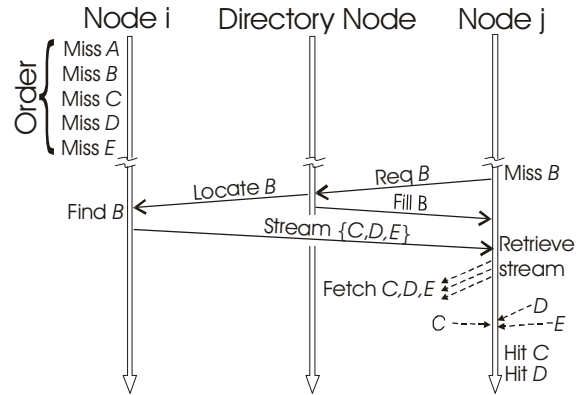 Node i
Directory Node
Node j
Order
Miss A
Miss B
Miss C
Miss D
Miss E
Miss B
Req B
Locate B
Find B
Fill B
Stream {C,D,E}
Retrieve
stream
Fetch C,D,E
D
C
E
Hit C
Hit D